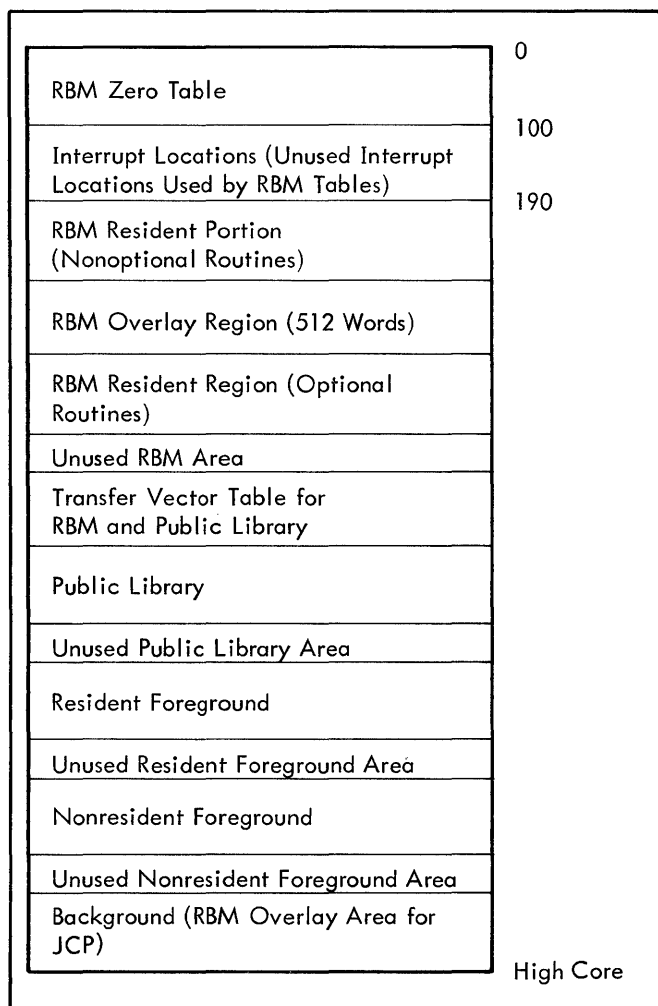 0
RBM Zero Table
100
Interrupt Locations (Unused Interrupt
Locations Used by RBM Tables)
190
RBM Resident Portion
(Nonoptional Routines)
RBM Overlay Region (512 Words)
RBM Resident Region (Optional
Routines)
Unused RBM Area
Transfer Vector Table for
RBM and Public Library
Public Library
Unused Public Library Area
Resident Foreground
Unused Resident Foreground Area
Nonresident Foreground
Unused Nonresident Foreground Area
Background (RBM Overlay Area for
JCP)
High Core